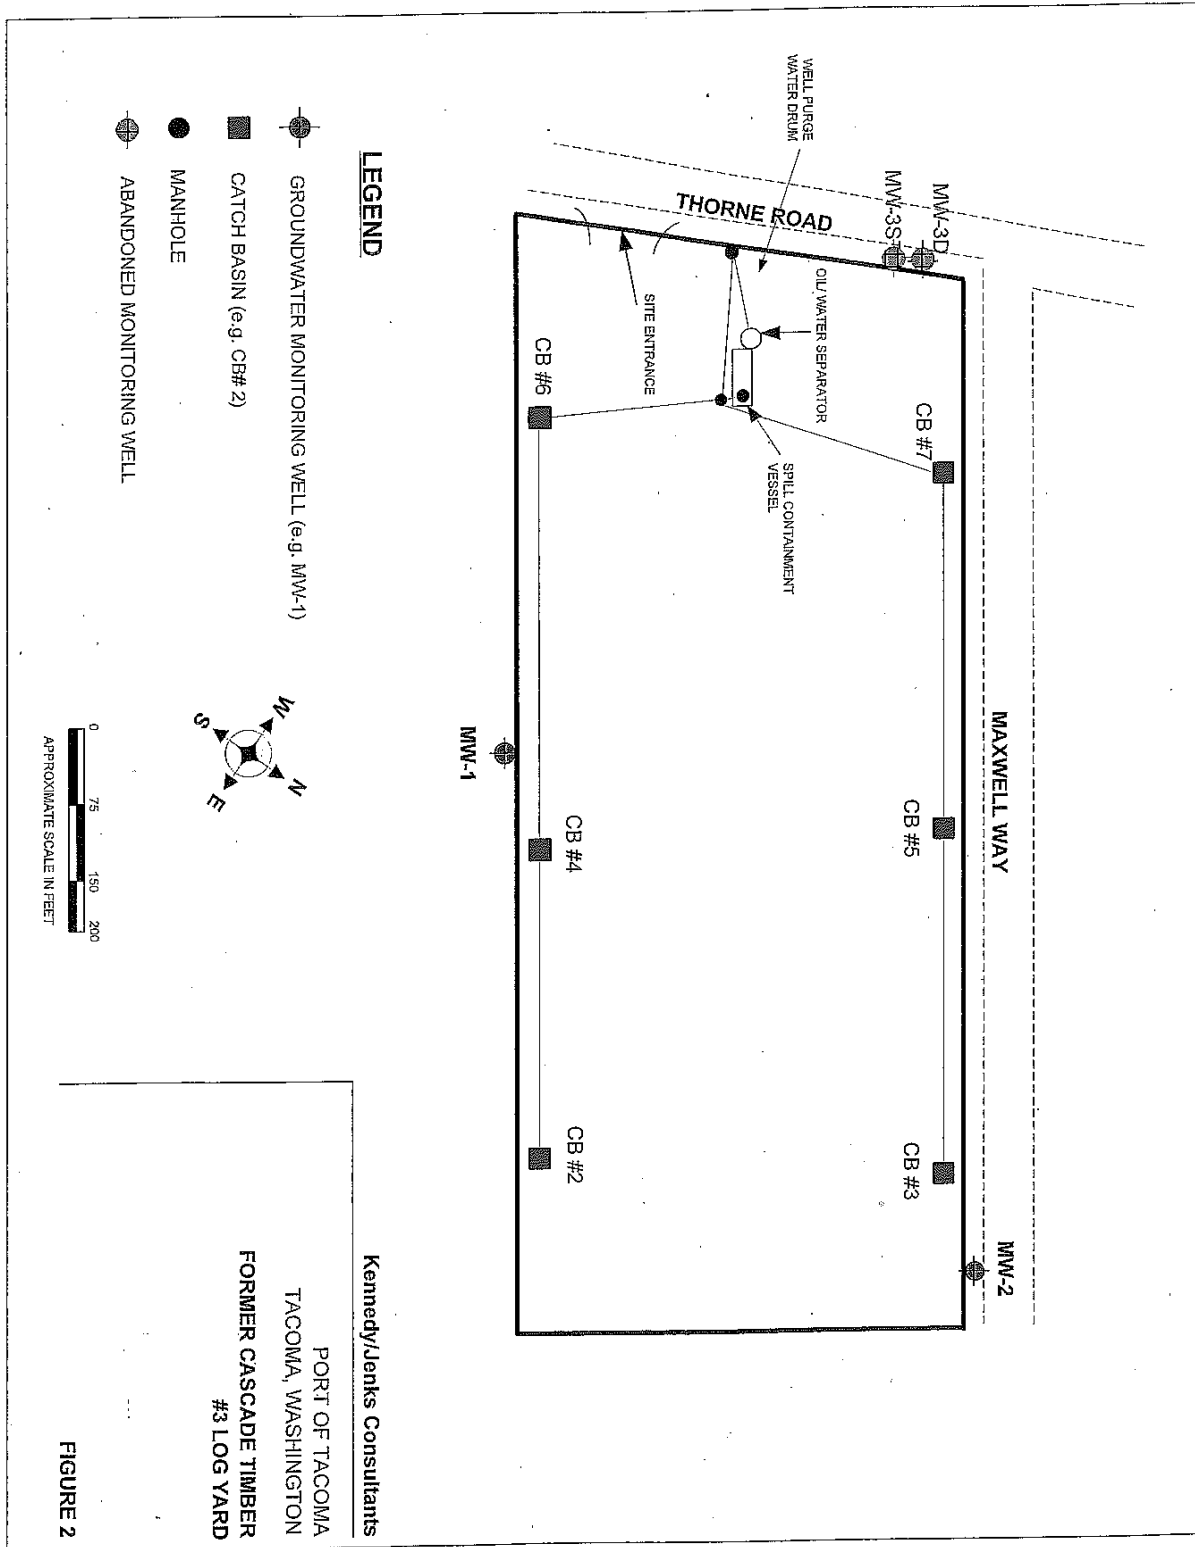 WELL PURGE
WATER DRUM
THORNE ROAD
MW-3S
MW-3D
OIL/ WATER SEPARATOR
SITE ENTRANCE
SPILL CONTAINMENT
VESSEL
CB #6
CB #7
MAXWELL WAY
MW-1
CB #4
CB #5
CB #2
CB #3
MW-2
LEGEND
GROUNDWATER MONITORING WELL (e.g. MW-1)
CATCH BASIN (e.g. CB# 2)
MANHOLE
ABANDONED MONITORING WELL
W
N
S
E
0 75 150 200
APPROXIMATE SCALE IN FEET
Kennedy/Jenks Consultants
PORT OF TACOMA
TACOMA, WASHINGTON
FORMER CASCADE TIMBER
#3 LOG YARD
FIGURE 2